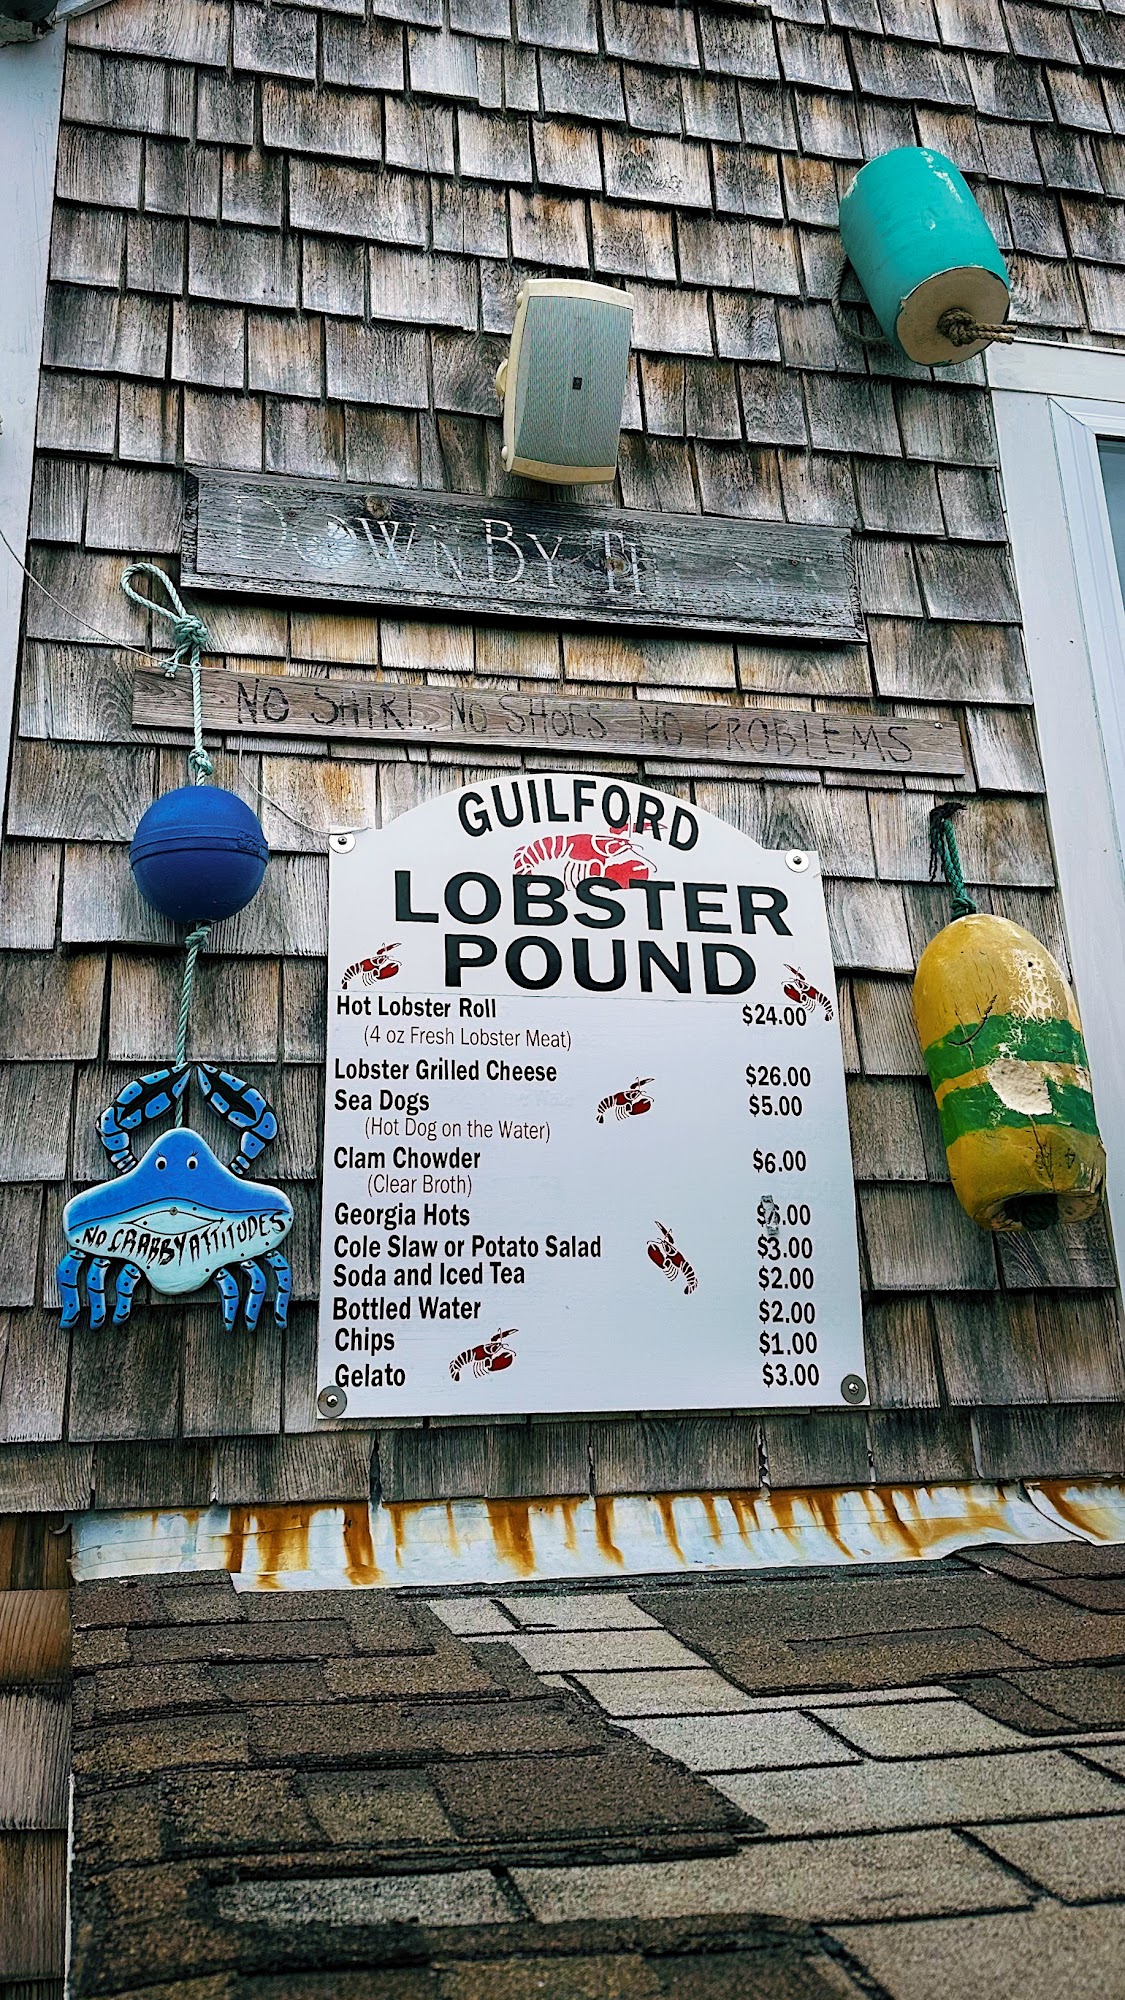 DOWN BY THE
NO SHIRT.. NO SHOES NO PROBLEMS
GUILFORD
LOBSTER
POUND
Hot Lobster Roll $24.00
(4 oz Fresh Lobster Meat)
Lobster Grilled Cheese $26.00
Sea Dogs $5.00
(Hot Dog on the Water)
Clam Chowder $6.00
(Clear Broth)
Georgia Hots
Cole Slaw or Potato Salad $3.00
Soda and Iced Tea $2.00
Bottled Water $2.00
Chips $1.00
Gelato $3.00
NO CRABBY ATTITUDES